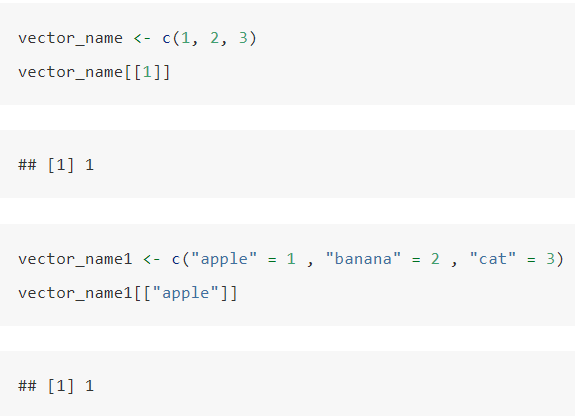 vector_name <- c(1, 2, 3)
vector_name[[1]]
## [1] 1
vector_name1 <- c("apple" = 1 , "banana" = 2 , "cat" = 3)
vector_name1[["apple"]]
## [1] 1